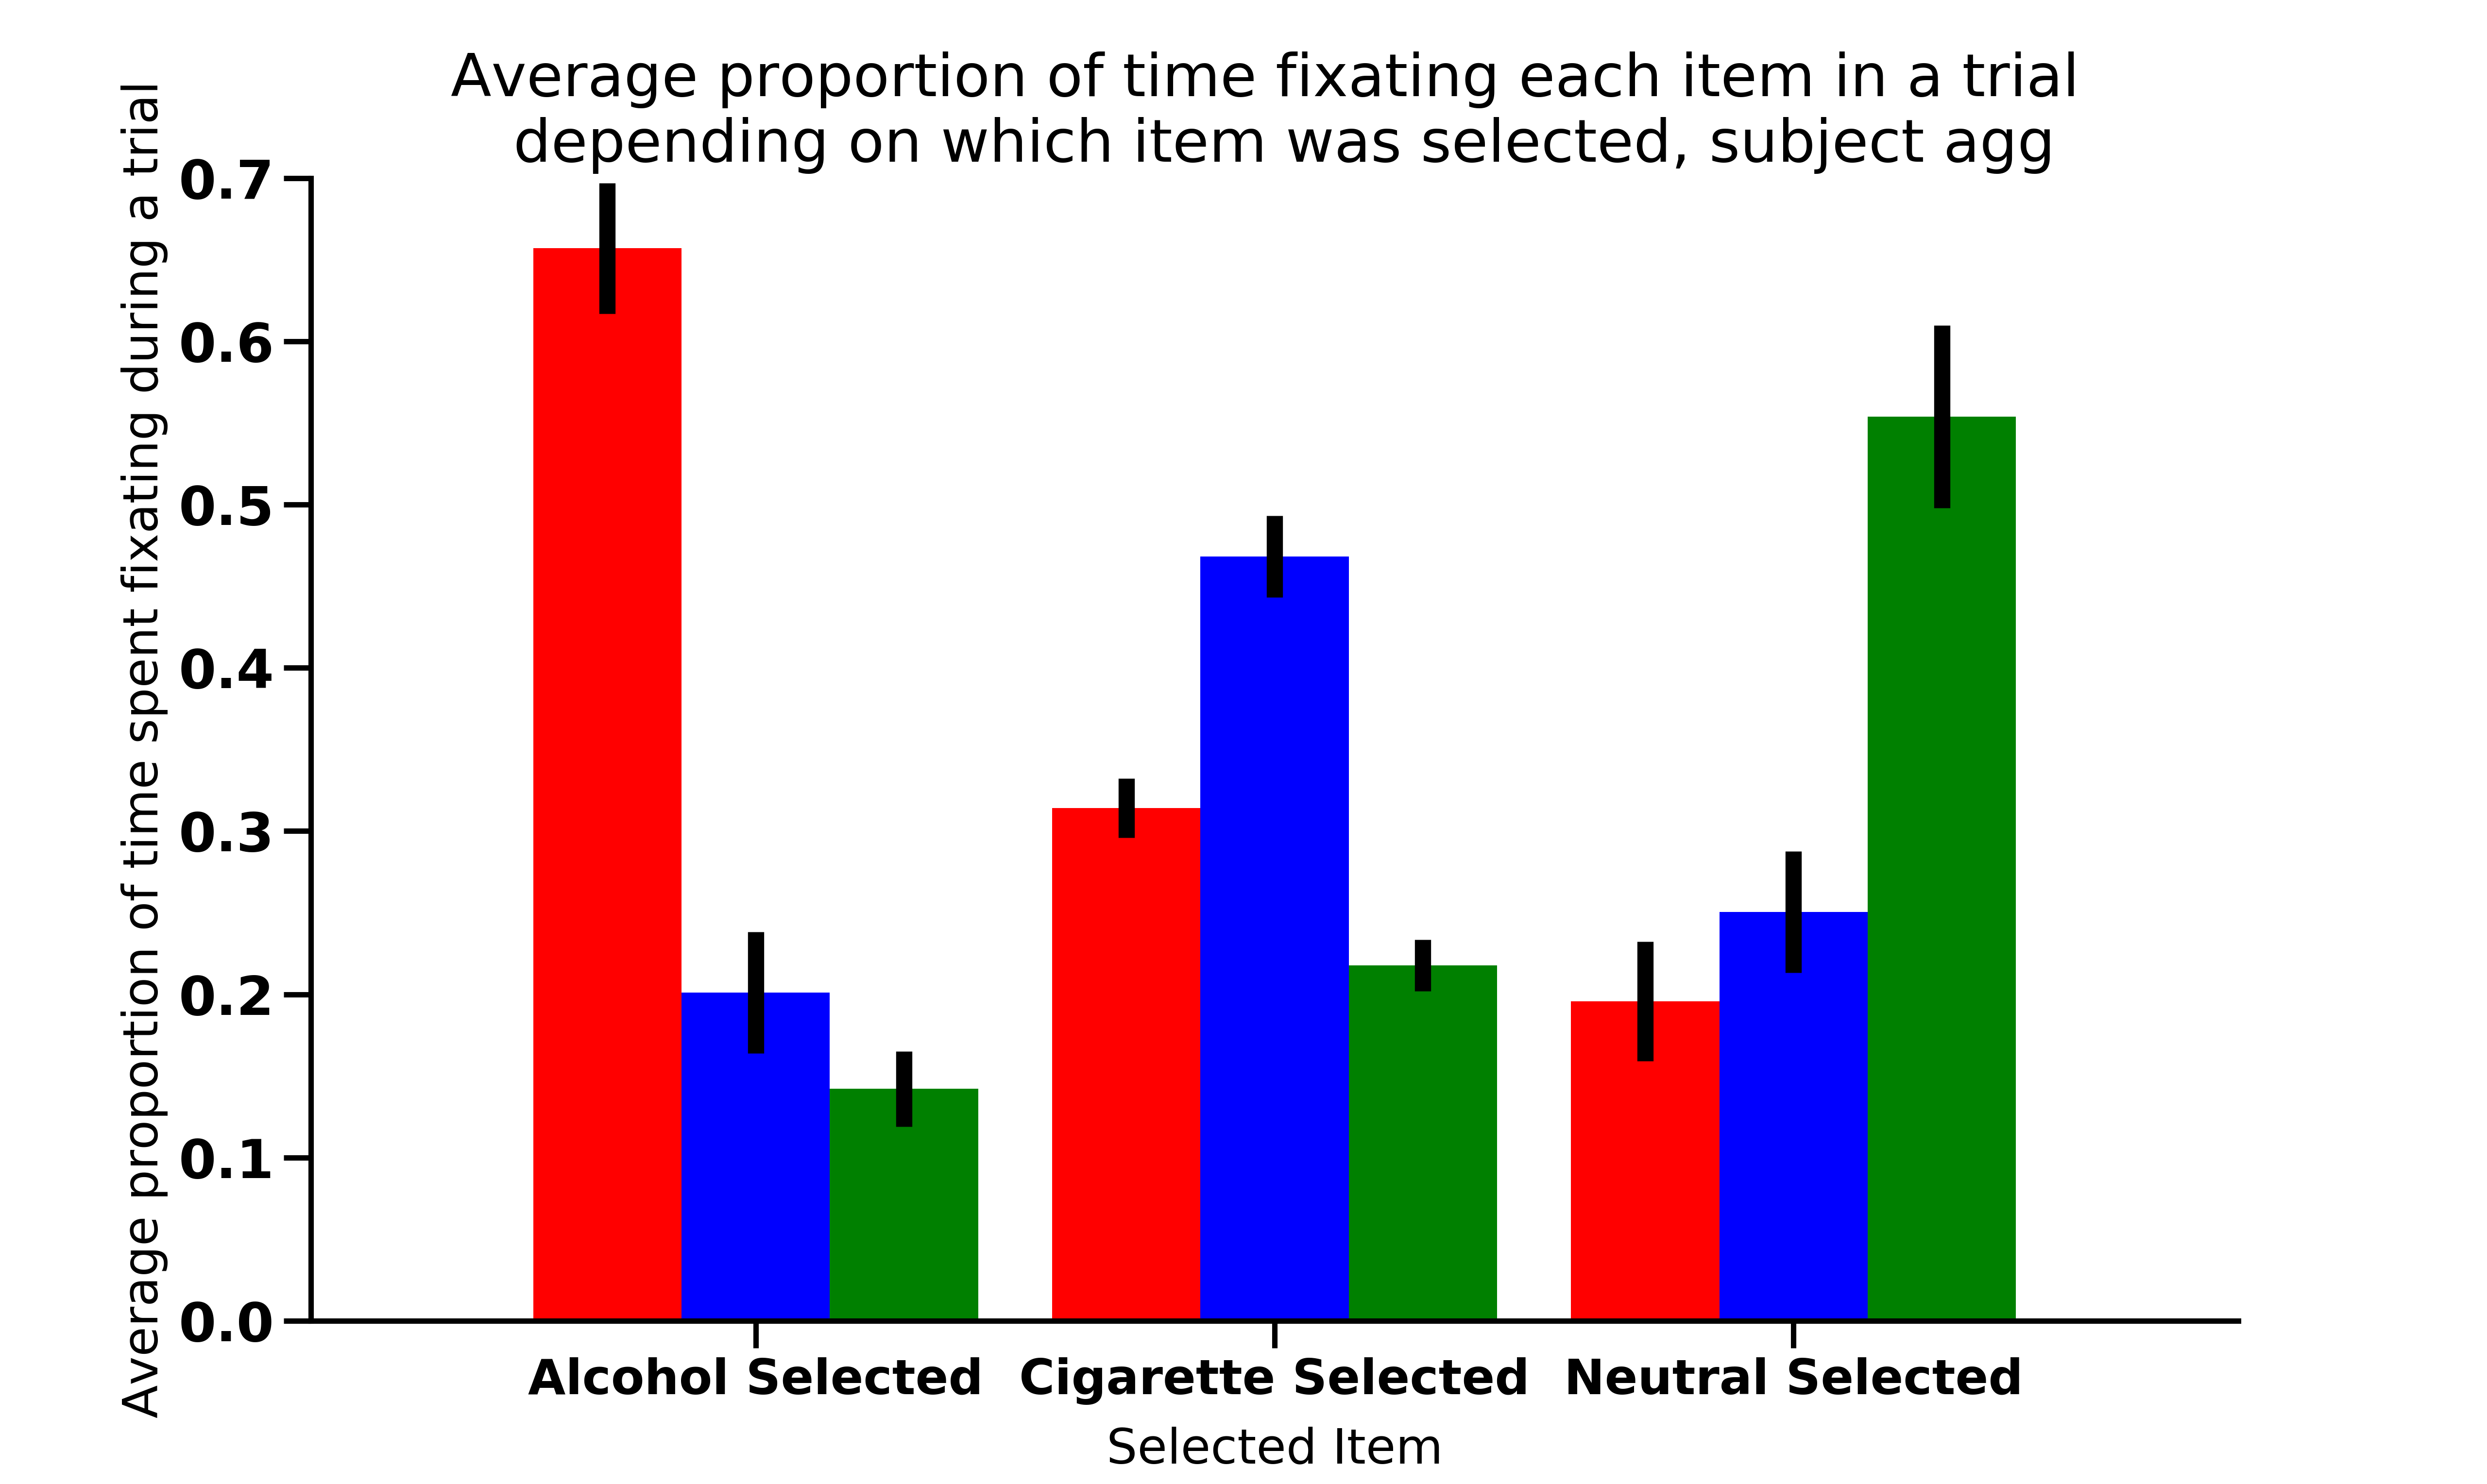 Average proportion of time fixating each item in a trial
depending on which item was selected, subject agg
Average proportion of time spent fixating during a trial
0.7
0.6
0.5
0.4
0.3
0.2
0.1
0.0
Alcohol Selected Cigarette Selected Neutral Selected
Selected Item